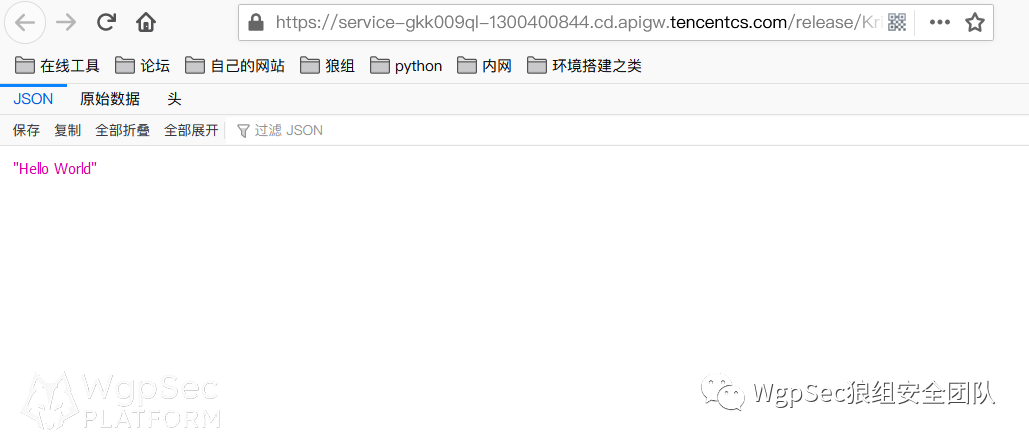 https://service-gkk009ql-1300400844.cd.apigw.tencentcs.com/release/Kr
在线工具 论坛 自己的网站 狼组 python 内网 环境搭建之类
JSON 原始数据 头
保存 复制 全部折叠 全部展开 过滤 JSON
"Hello World"
WgpSec
PLATFORM
WgpSec狼组安全团队